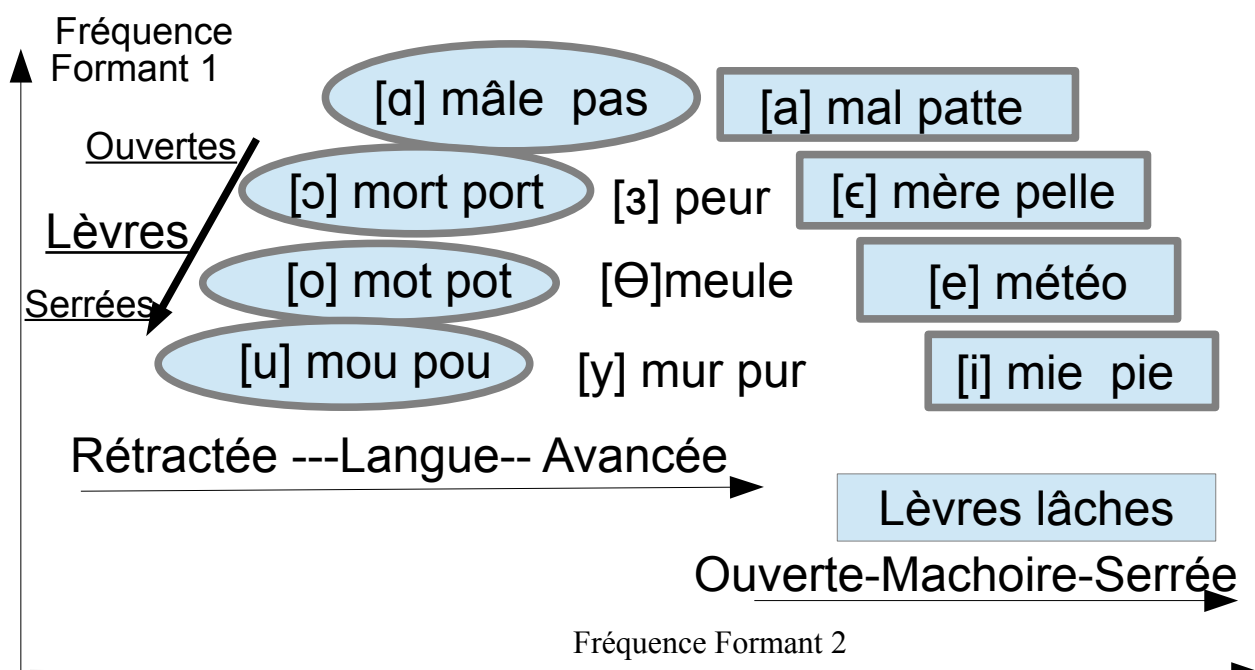 Fréquence
Formant 1
[ɑ] mâle pas
[a] mal patte
Ouvertes
[ɔ] mort port
[ɜ] peur
[ϵ] mère pelle
Lèvres
[o] mot pot
[Ɵ]meule
[e] météo
Serrées
[u] mou pou
[y] mur pur
[i] mie pie
Rétractée ---Langue-- Avancée
Lèvres lâches
Ouverte-Machoire-Serrée
Fréquence Formant 2